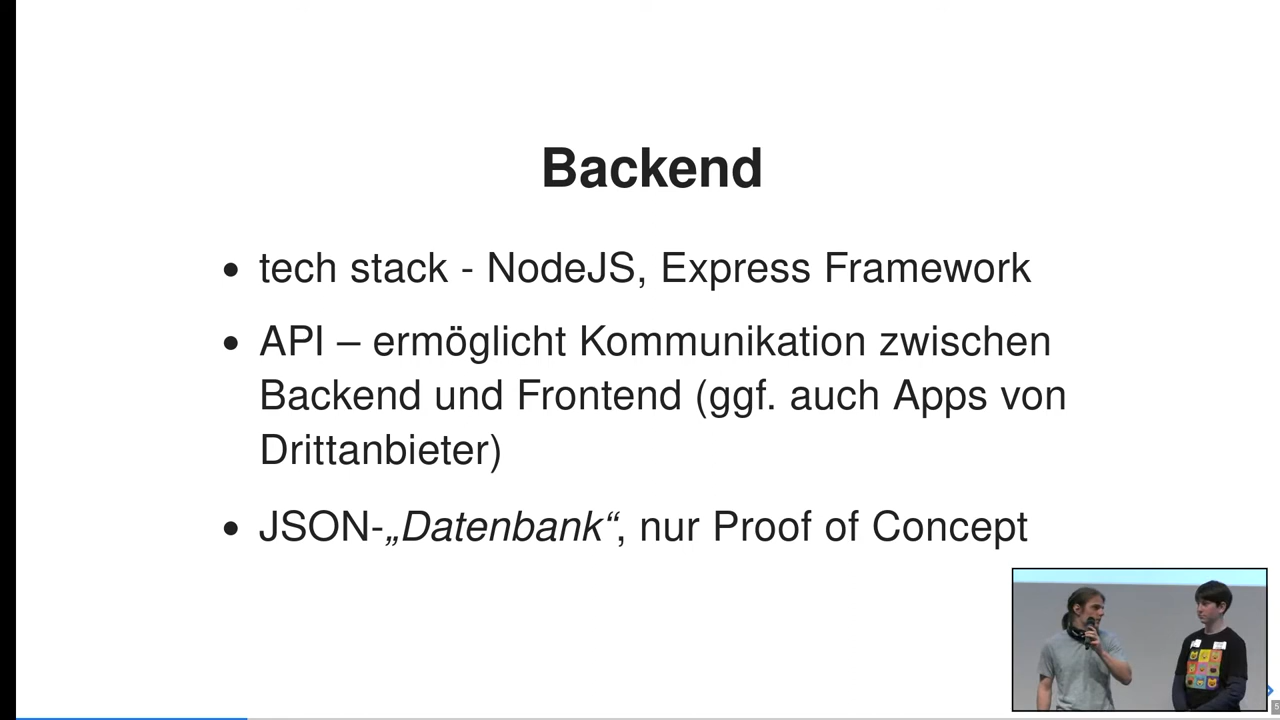 Backend
• tech stack - NodeJS, Express Framework
• API – ermöglicht Kommunikation zwischen
Backend und Frontend (ggf. auch Apps von
Drittanbieter)
• JSON-„Datenbank“, nur Proof of Concept
5